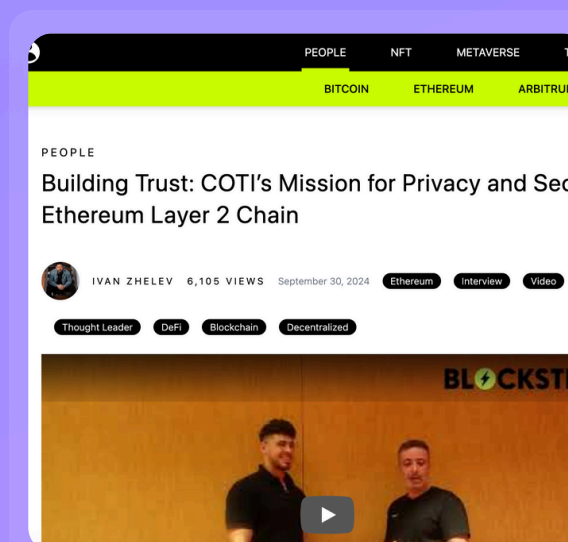 PEOPLE NFT METAVERSE
BITCOIN ETHEREUM
PEOPLE
Building Trust: COTI's Mission for Privacy and
Ethereum Layer 2 Chain
IVAN ZHELEV 6,105 VIEWS September 30, 2024 Ethereum Interview Video
Thought Leader DeFi Blockchain Decentralized